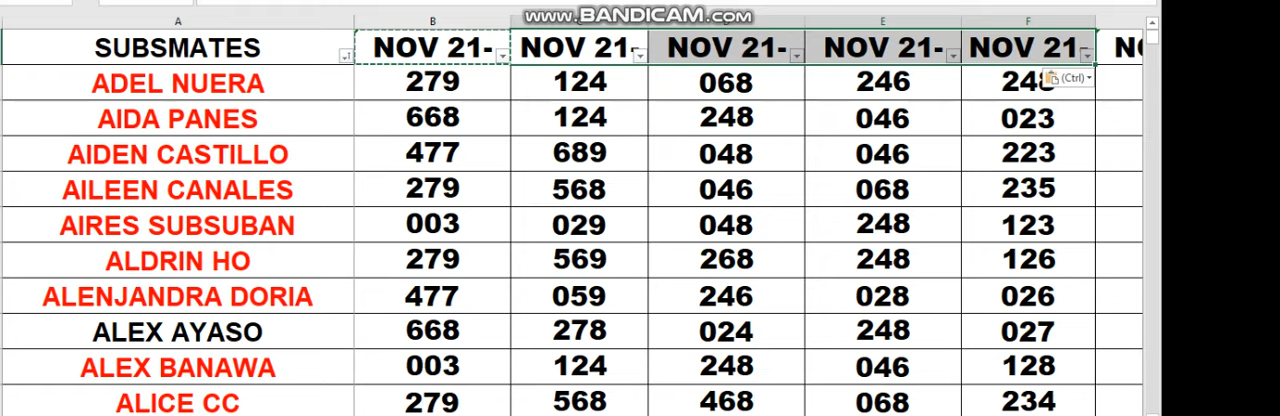 www.BANDICAM.com
A B E F
SUBSMATES NOV 21- NOV 21- NOV 21- NOV 21- NOV 21-
ADEL NUERA 279 124 068 246 248
(Ctrl)
AIDA PANES 668 124 248 046 023
AIDEN CASTILLO 477 689 048 046 223
AILEEN CANALES 279 568 046 068 235
AIRES SUBSUBAN 003 029 048 248 123
ALDRIN HO 279 569 268 248 126
ALENJANDRA DORIA 477 059 246 028 026
ALEX AYASO 668 278 024 248 027
ALEX BANAWA 003 124 248 046 128
ALICE CC 279 568 468 068 234